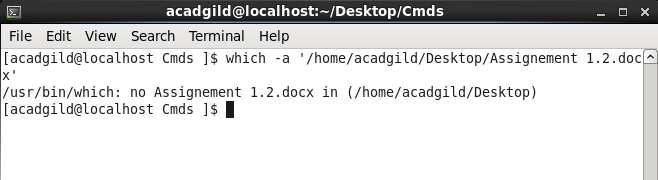 acadgild@localhost:~/Desktop/Cmds
File Edit View Search Terminal Help
[acadgild@localhost Cmds ]$ which -a '/home/acadgild/Desktop/Assignement 1.2.doc
x'
/usr/bin/which: no Assignement 1.2.docx in (/home/acadgild/Desktop)
[acadgild@localhost Cmds ]$